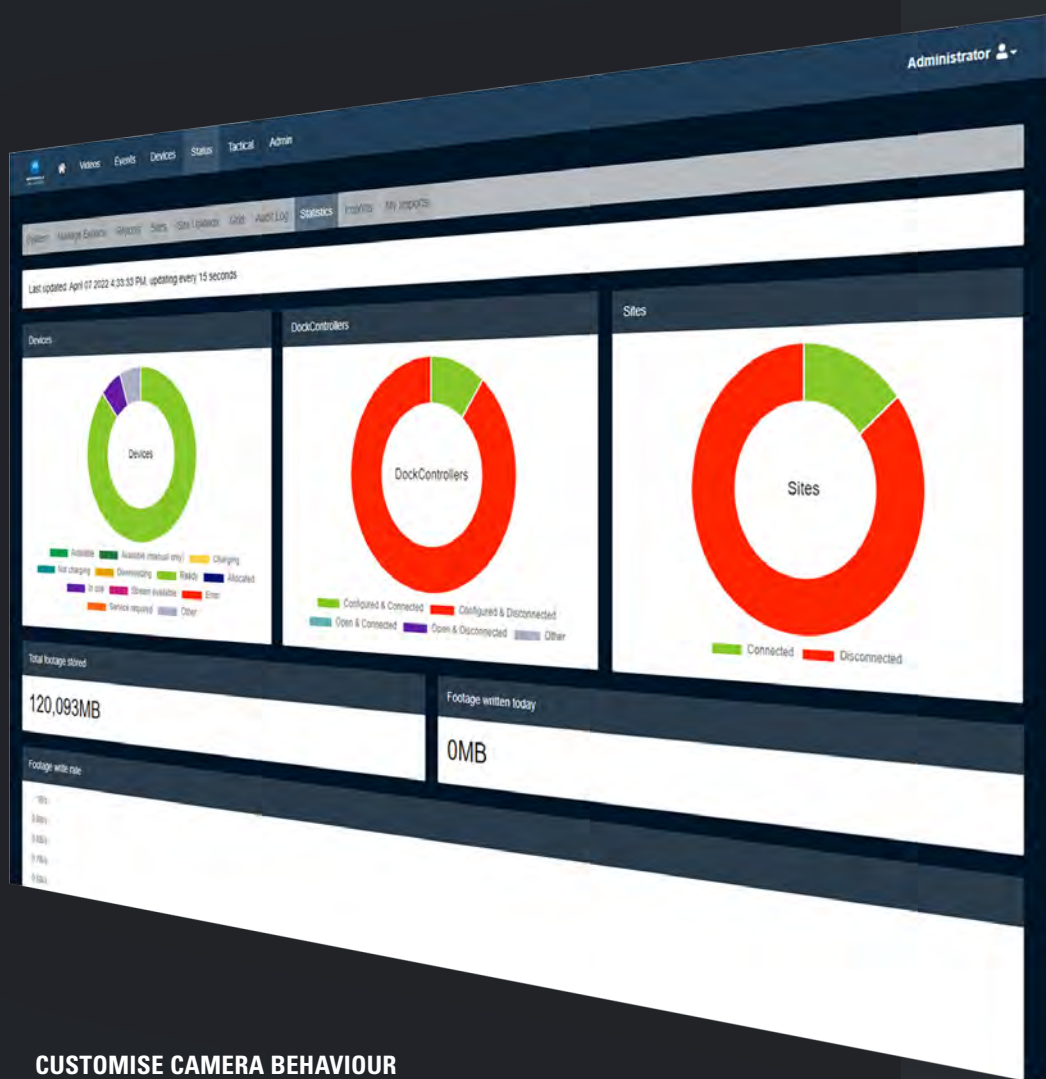 Administrator
Videos Events Devices Status Tactical Admin
System Manage Exports Regions Sites Site Uploads Grid Audit Log Statistics Imports My Imports
Last updated: April 07 2022 4:33:33 PM, updating every 15 seconds
Devices
DockControllers
Sites
Devices
DockControllers
Sites
Available Available (manual only) Charging
Not charging Downloading Ready Allocated
In use Stream available Error
Service required Other
Configured & Connected Configured & Disconnected
Open & Connected Open & Disconnected Other
Connected Disconnected
Total footage stored
Footage written today
120,093MB
0MB
Footage write rate
CUSTOMISE CAMERA BEHAVIOUR